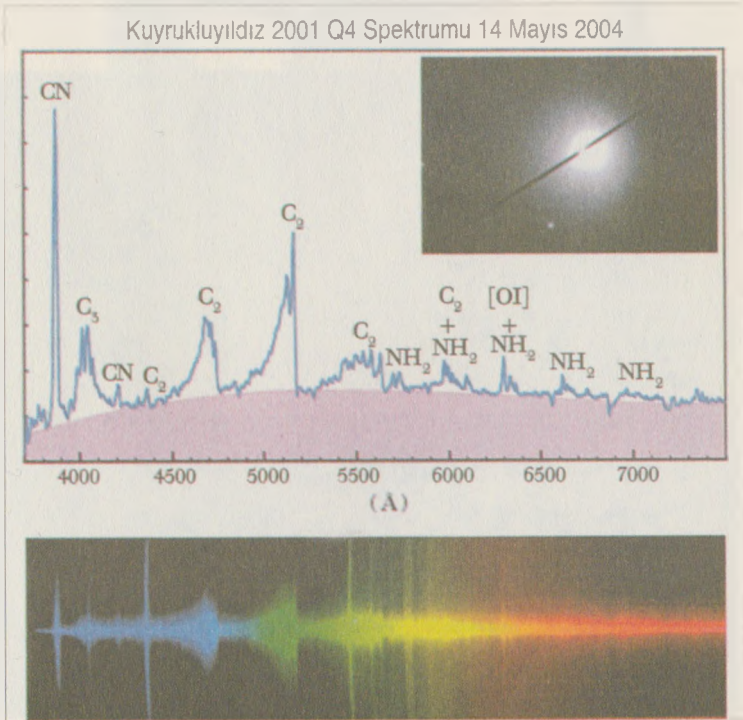 Kuyrukluyıldız 2001 Q4 Spektrumu 14 Mayıs 2004
CN
C₃
CN
C₂
C₂
C₂
C₂
NH₂
C₂
+
NH₂
[OI]
+
NH₂
NH₂
NH₂
4000 4500 5000 5500 6000 6500 7000
(Å)